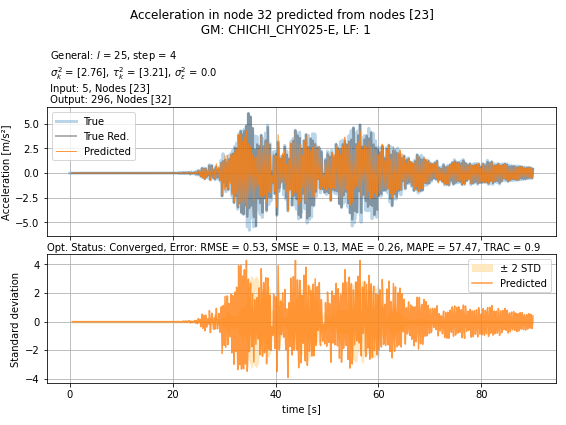 Acceleration in node 32 predicted from nodes [23]
GM: CHICHI_CHY025-E, LF: 1
General: l = 25, step = 4
σ²ₖ = [2.76], τ²ₖ = [3.21], σ²ε = 0.0
Input: 5, Nodes [23]
Output: 296, Nodes [32]
True
True Red.
Predicted
Acceleration [m/s²]
5.0
2.5
0.0
−2.5
−5.0
Opt. Status: Converged, Error: RMSE = 0.53, SMSE = 0.13, MAE = 0.26, MAPE = 57.47, TRAC = 0.9
± 2 STD
Predicted
Standard deviation
4
2
0
−2
−4
0 20 40 60 80
time [s]